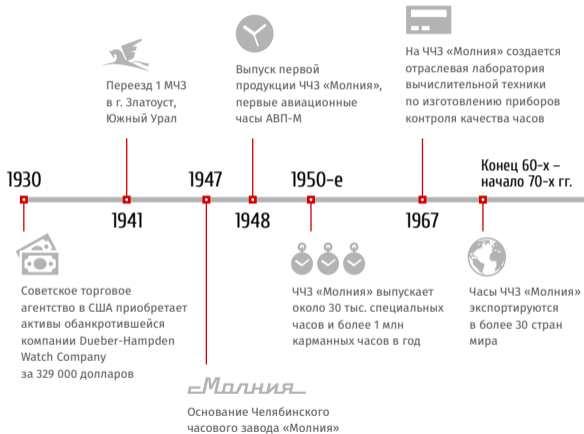 Переезд 1 МЧЗ
в г. Златоуст,
Южный Урал
Выпуск первой
продукции ЧЧЗ «Молния»,
первые авиационные
часы АВП-М
На ЧЧЗ «Молния» создается
отраслевая лаборатория
вычислительной техники
по изготовлению приборов
контроля качества часов
1930
1947
1950-е
Конец 60-х –
начало 70-х гг.
1941
1948
1967
Советское торговое
агентство в США приобретает
активы обанкротившейся
компании Dueber-Hampden
Watch Company
за 329 000 долларов
Молния
Основание Челябинского
часового завода «Молния»
ЧЧЗ «Молния» выпускает
около 30 тыс. специальных
часов и более 1 млн
карманных часов в год
Часы ЧЧЗ «Молния»
экспортируются
в более 30 стран
мира